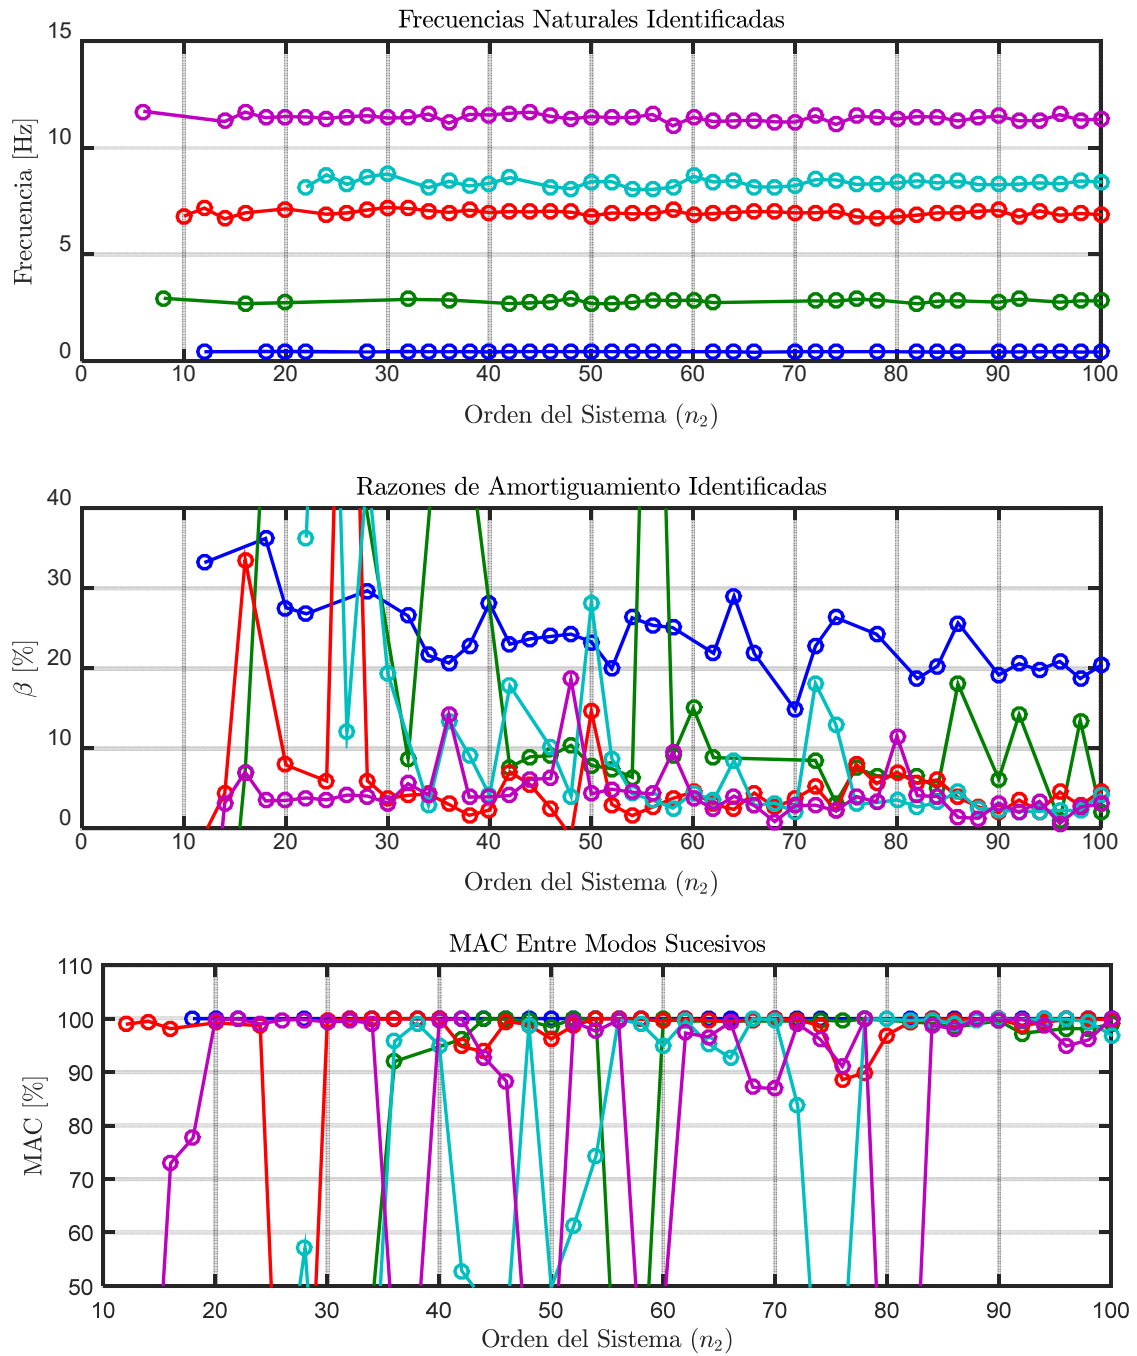 Frecuencias Naturales Identificadas
15
10
5
0
Frecuencia [Hz]
0 10 20 30 40 50 60 70 80 90 100
Orden del Sistema (n₂)
Razones de Amortiguamiento Identificadas
40
30
20
10
0
β [%]
0 10 20 30 40 50 60 70 80 90 100
Orden del Sistema (n₂)
MAC Entre Modos Sucesivos
110
100
90
80
70
60
50
MAC [%]
10 20 30 40 50 60 70 80 90 100
Orden del Sistema (n₂)